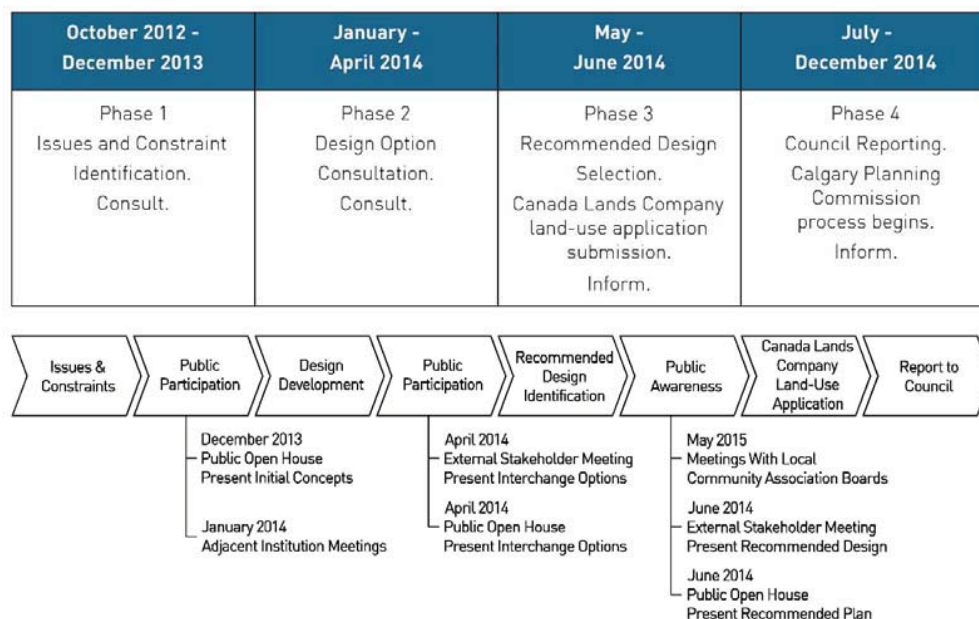 October 2012 -
December 2013
January -
April 2014
May -
June 2014
July -
December 2014
Phase 1
Issues and Constraint
Identification.
Consult.
Phase 2
Design Option
Consultation.
Consult.
Phase 3
Recommended Design
Selection.
Canada Lands Company
land-use application
submission.
Inform.
Phase 4
Council Reporting.
Calgary Planning
Commission
process begins.
Inform.
Issues &
Constraints
Public
Participation
Design
Development
Public
Participation
Recommended
Design
Identification
Public
Awareness
Canada Lands
Company
Land-Use
Application
Report to
Council
December 2013
Public Open House
Present Initial Concepts
January 2014
Adjacent Institution Meetings
April 2014
External Stakeholder Meeting
Present Interchange Options
April 2014
Public Open House
Present Interchange Options
May 2015
Meetings With Local
Community Association Boards
June 2014
External Stakeholder Meeting
Present Recommended Design
June 2014
Public Open House
Present Recommended Plan